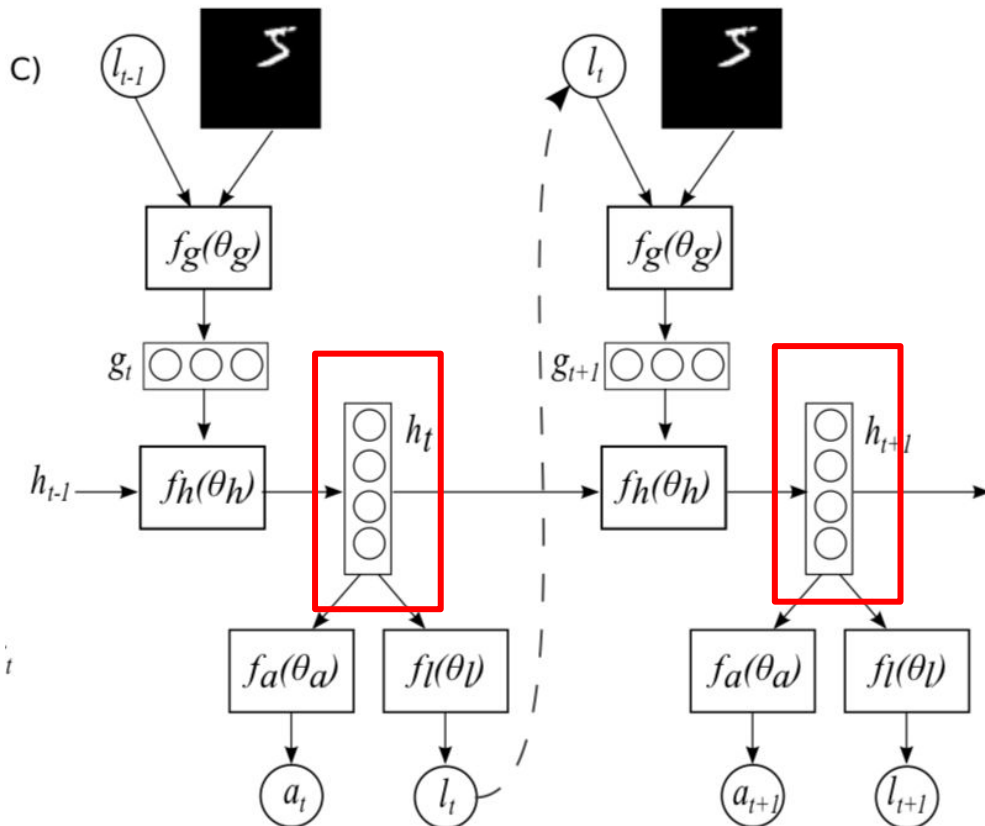 C)
l_{t-1}
l_t
f_g(θ_g)
f_g(θ_g)
g_t
g_{t+1}
h_t
h_{t+1}
h_{t-1}
f_h(θ_h)
f_h(θ_h)
t
f_a(θ_a)
f_l(θ_l)
f_a(θ_a)
f_l(θ_l)
a_t
l_t
a_{t+1}
l_{t+1}